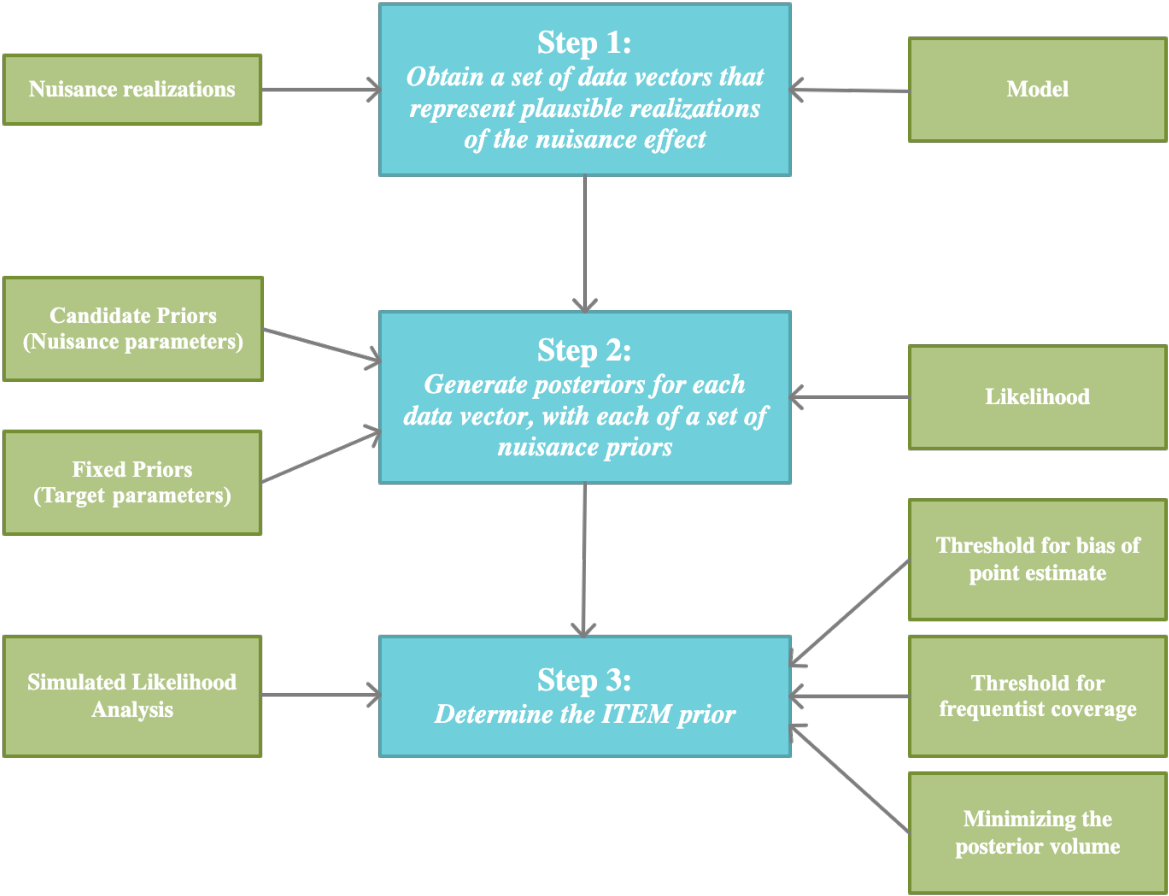 Step 1:
Obtain a set of data vectors that
represent plausible realizations
of the nuisance effect
Nuisance realizations
Model
Candidate Priors
(Nuisance parameters)
Step 2:
Generate posteriors for each
data vector, with each of a set of
nuisance priors
Likelihood
Fixed Priors
(Target parameters)
Threshold for bias of
point estimate
Simulated Likelihood
Analysis
Step 3:
Determine the ITEM prior
Threshold for
frequentist coverage
Minimizing the
posterior volume